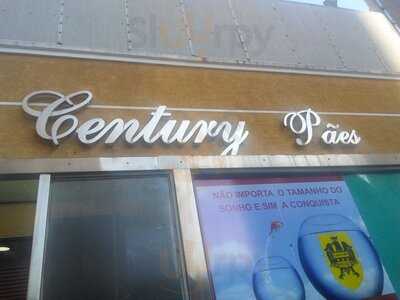 Century Pães
NÃO IMPORTA O TAMANHO DO
SONHO E SIM A CONQUISTA